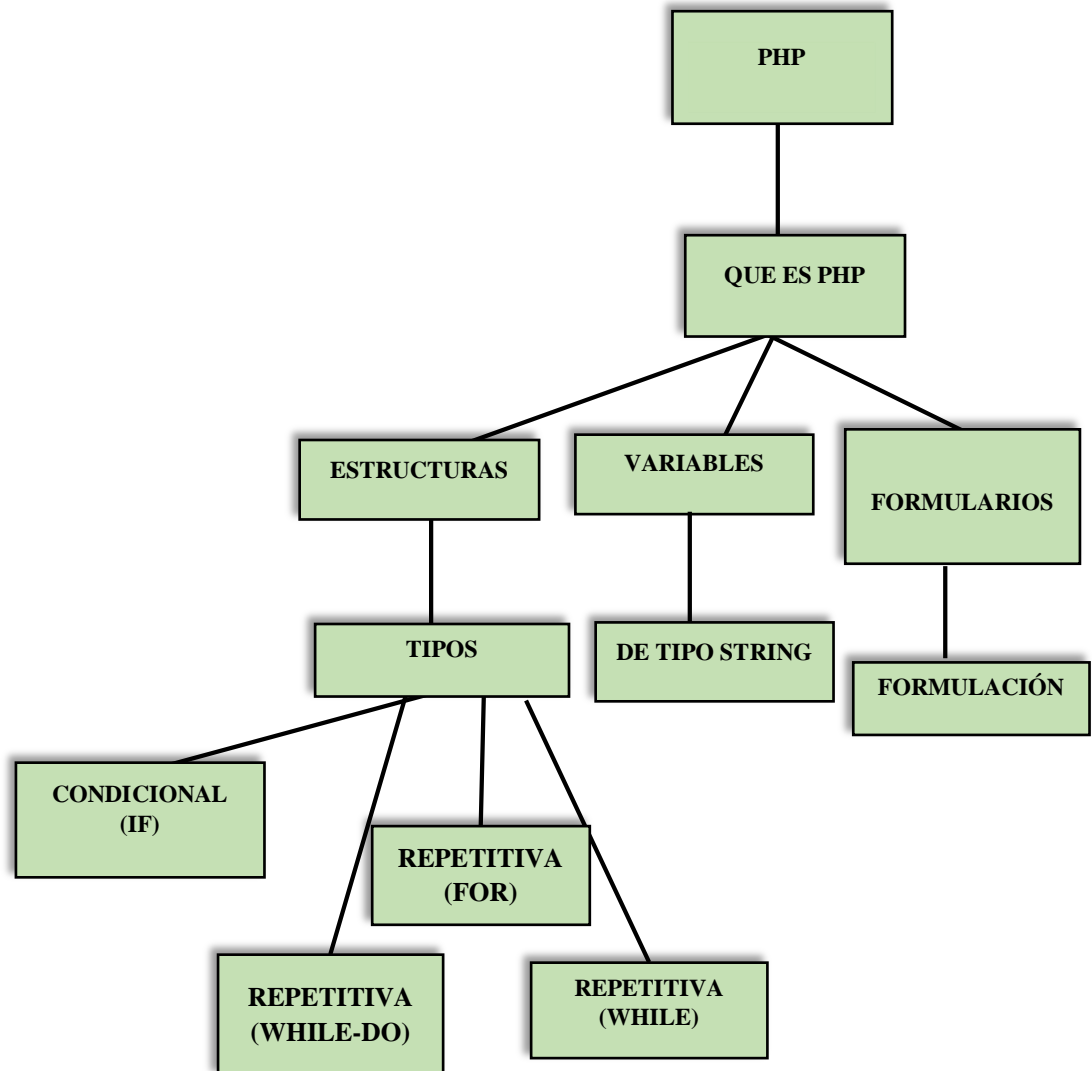 PHP
QUE ES PHP
ESTRUCTURAS
VARIABLES
FORMULARIOS
TIPOS
DE TIPO STRING
FORMULACIÓN
CONDICIONAL
(IF)
REPETITIVA
(FOR)
REPETITIVA
(WHILE-DO)
REPETITIVA
(WHILE)